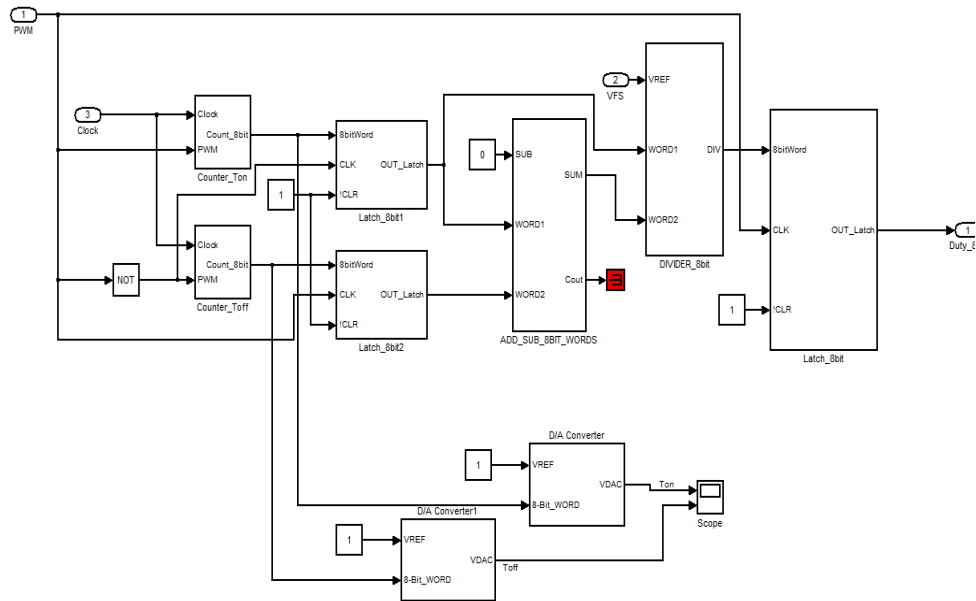 1
PWM
3
Clock
Clock
Count_8bit
PWM
Counter_Ton
Clock
Count_8bit
PWM
Counter_Toff
NOT
1
8bitWord
CLK
OUT_Latch
!CLR
Latch_8bit1
8bitWord
CLK
OUT_Latch
!CLR
Latch_8bit2
0
SUB
SUM
WORD1
Cout
WORD2
ADD_SUB_8BIT_WORDS
2
VFS
VREF
WORD1
DIV
WORD2
DIVIDER_8bit
8bitWord
CLK
OUT_Latch
1
!CLR
Latch_8bit
1
Duty_8
D/A Converter
1
VREF
VDAC
8-Bit_WORD
Ton
Scope
D/A Converter1
1
VREF
VDAC
8-Bit_WORD
Toff